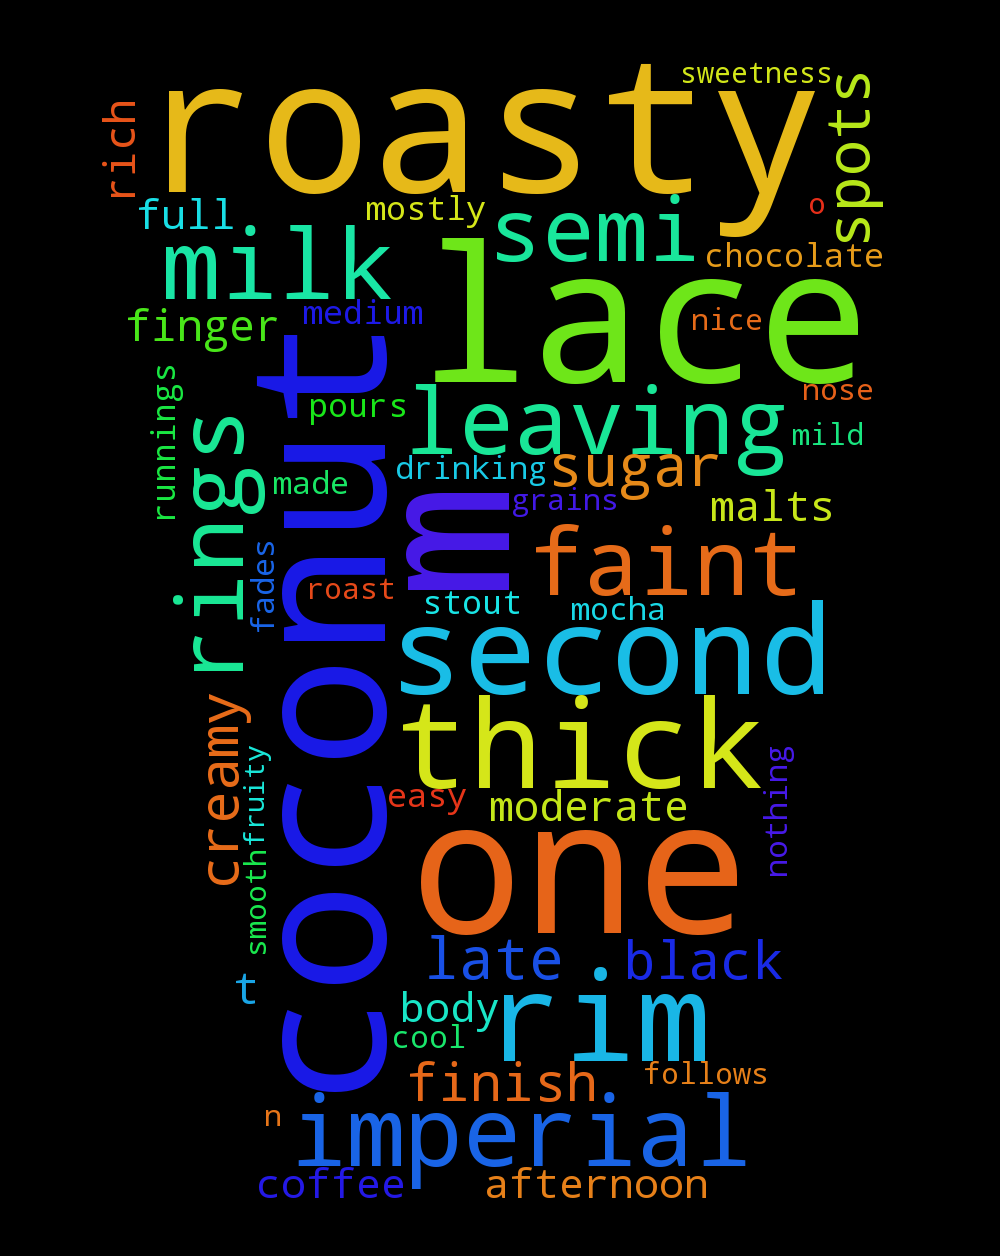 sweetness
roasty
rich
spots
full
mostly
semi
o
milk
chocolate
lace
finger
medium
nice
coconut
runnings
pours
leaving
nose
mild
rings
made
drinking
sugar
m
grains
malts
fades
roast
faint
stout
mocha
second
creamy
thick
fruity
easy
moderate
nothing
one
smooth
late
black
t
body
rim
cool
finish
follows
n
imperial
coffee
afternoon